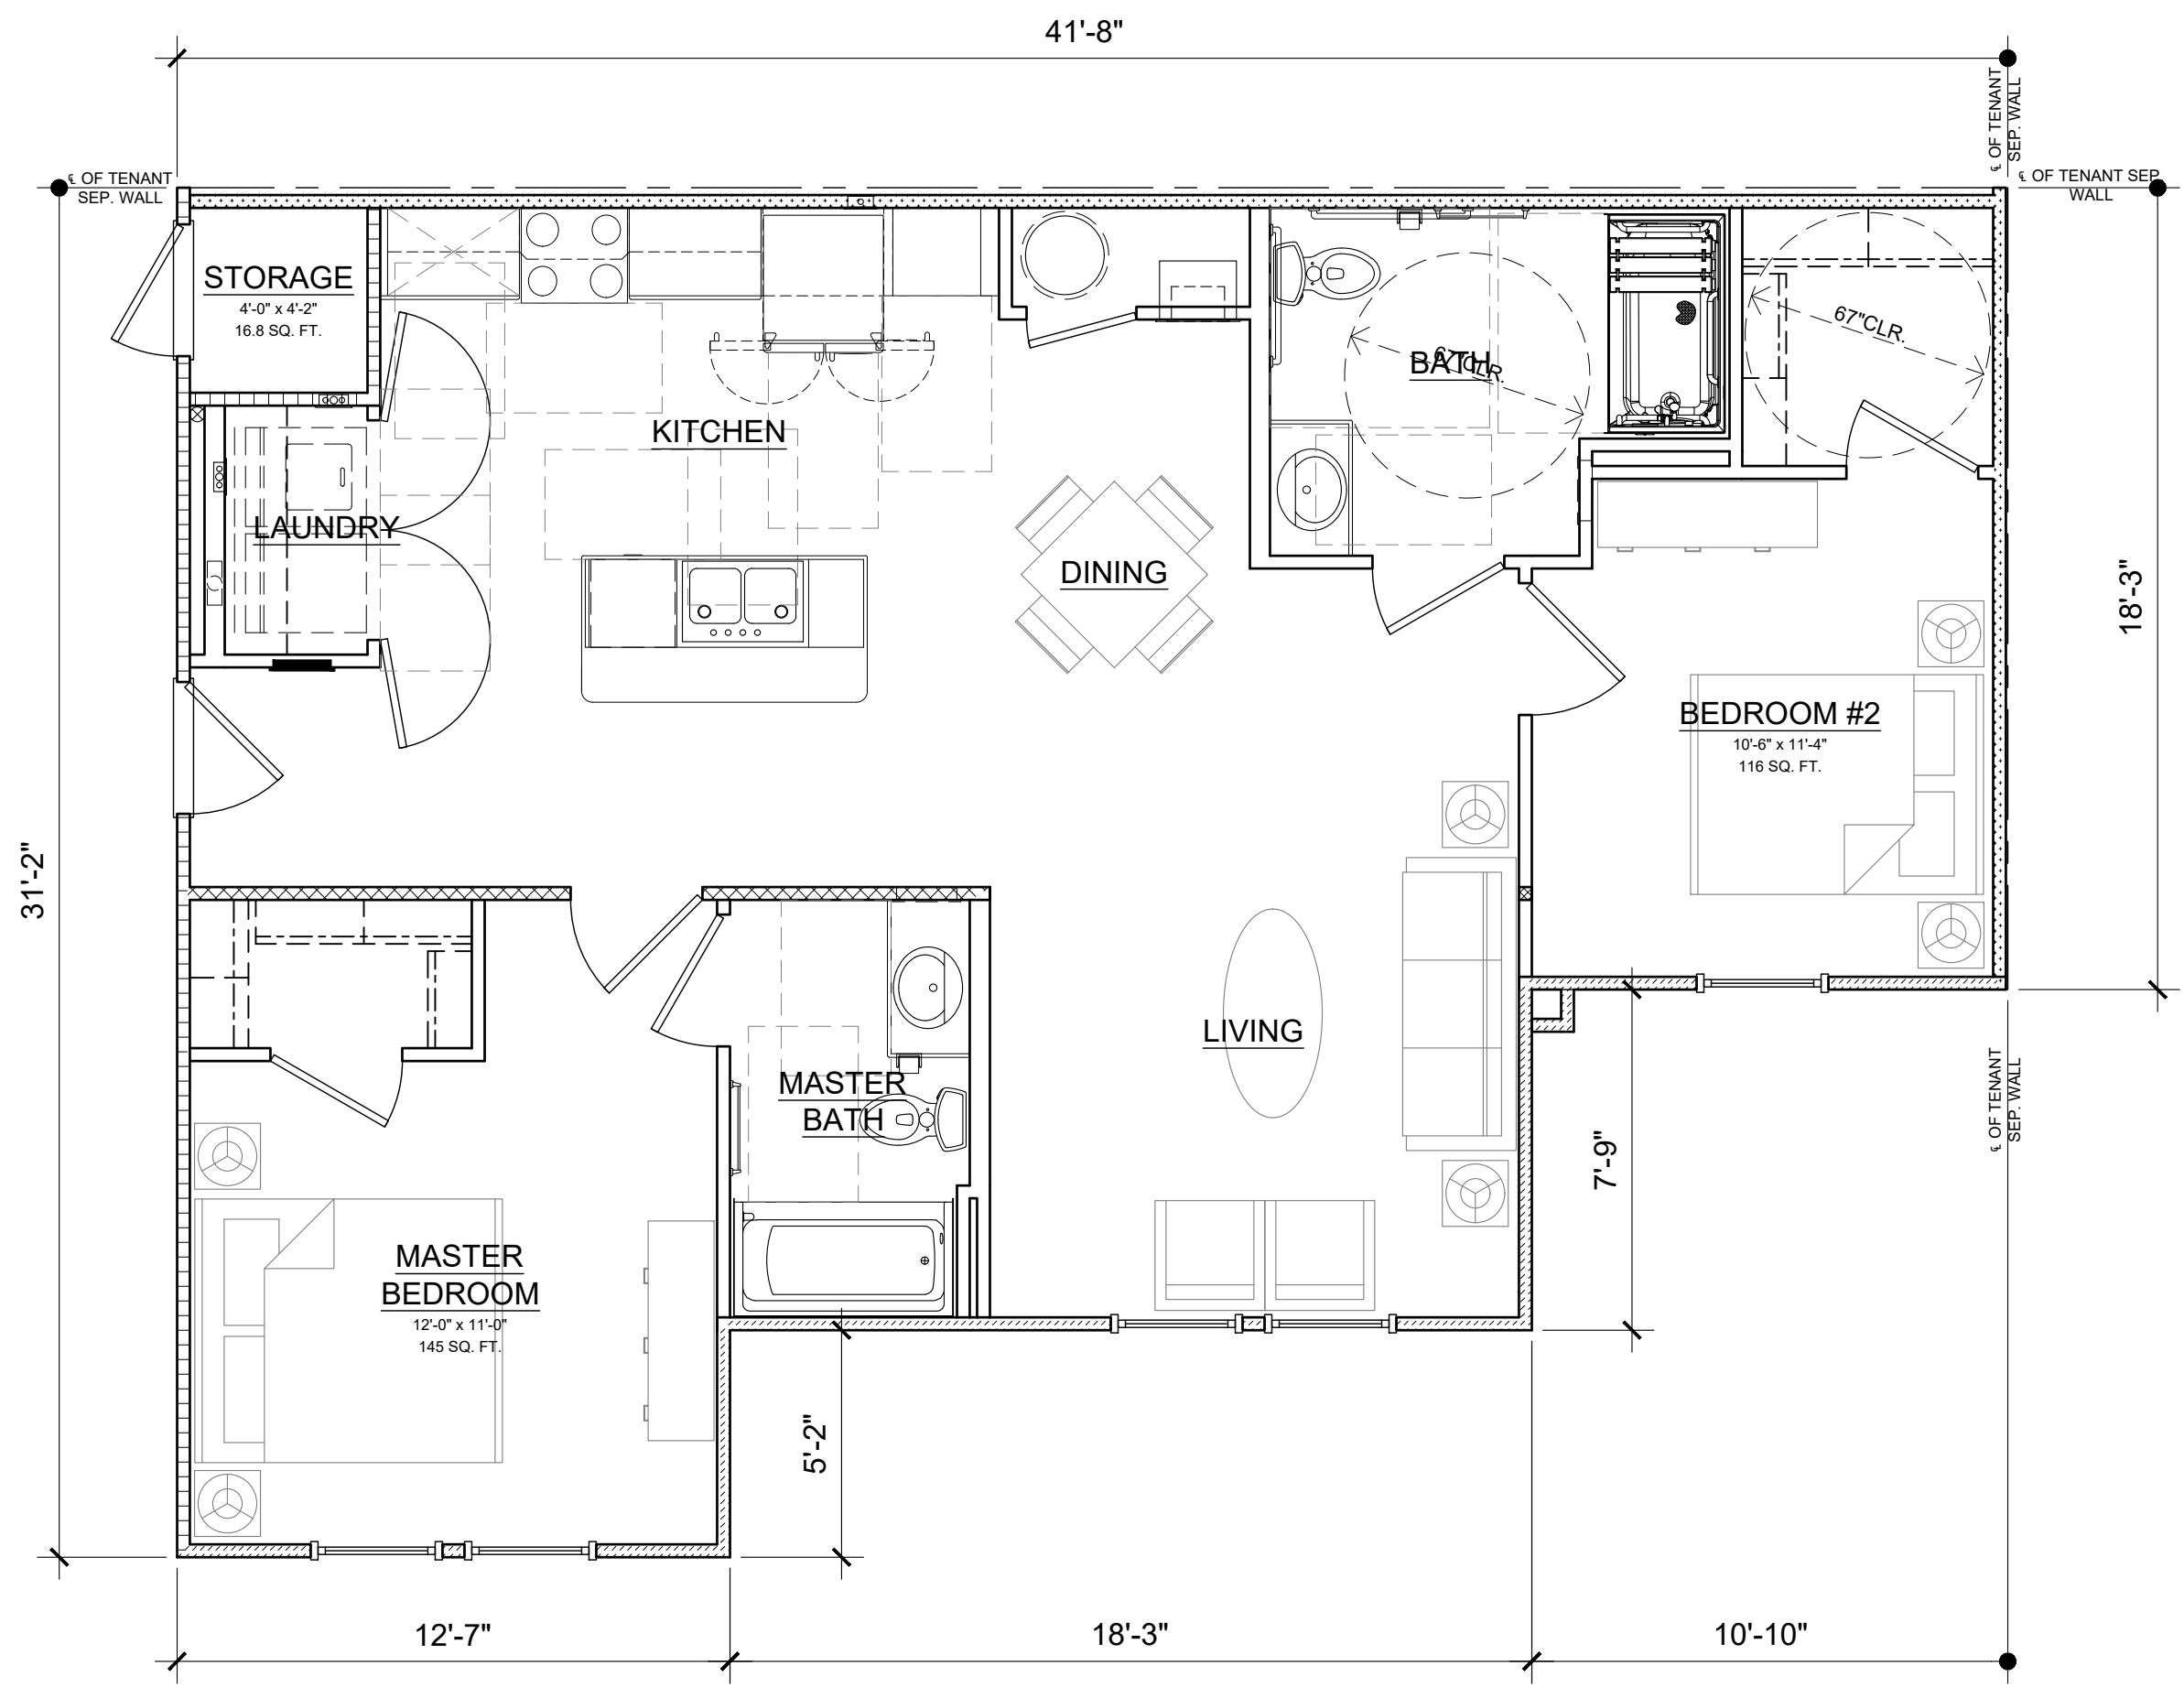 41'-8"
℄ OF TENANT
SEP. WALL
℄ OF TENANT
SEP. WALL
℄ OF TENANT SEP.
WALL
STORAGE
4'-0" x 4'-2"
16.8 SQ. FT.
67"CLR.
BATH
67"CLR.
KITCHEN
LAUNDRY
DINING
18'-3"
BEDROOM #2
10'-6" x 11'-4"
116 SQ. FT.
31'-2"
LIVING
MASTER
BATH
℄ OF TENANT
SEP. WALL
7'-9"
MASTER
BEDROOM
12'-0" x 11'-0"
145 SQ. FT.
5'-2"
12'-7"
18'-3"
10'-10"